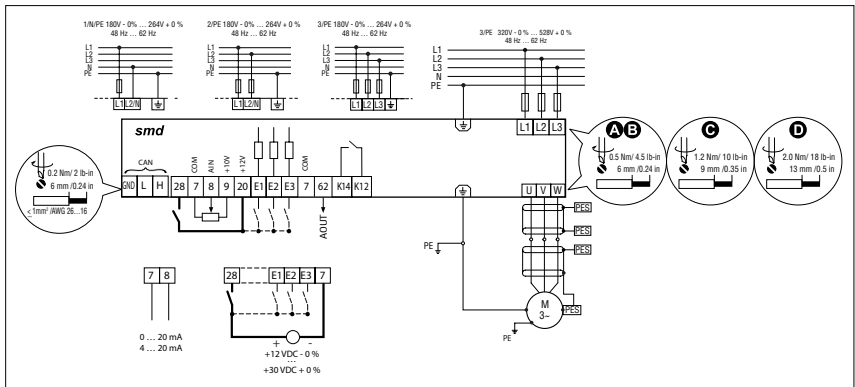 1/N/PE 180V - 0% … 264V + 0 %
48 Hz … 62 Hz
L1
L2
L3
N
PE
L1 L2/N
2/PE 180V - 0% … 264V + 0 %
48 Hz … 62 Hz
L1
L2
L3
N
PE
L1 L2/N
3/PE 180V - 0% … 264V + 0 %
48 Hz … 62 Hz
L1
L2
L3
N
PE
L1 L2 L3
3/PE 320V - 0% … 528V + 0 %
48 Hz … 62 Hz
L1
L2
L3
N
PE
L1 L2 L3
smd
CAN
GND L H
COM AIN +10V +12V COM
28 7 8 9 20 E1 E2 E3 7 62 K14 K12
AOUT
U V W
0.2 Nm/ 2 lb-in
6 mm /0.24 in
≤ 1mm² /AWG 26…16
A B
0.5 Nm/ 4.5 lb-in
6 mm /0.24 in
C
1.2 Nm/ 10 lb-in
9 mm /0.35 in
D
2.0 Nm/ 18 lb-in
13 mm /0.5 in
PES
PES
PES
PES
PES
PE
M
3~
PE
7 8
0 … 20 mA
4 … 20 mA
28 E1 E2 E3 7
+ -
+12 VDC - 0 %
…
+30 VDC + 0 %